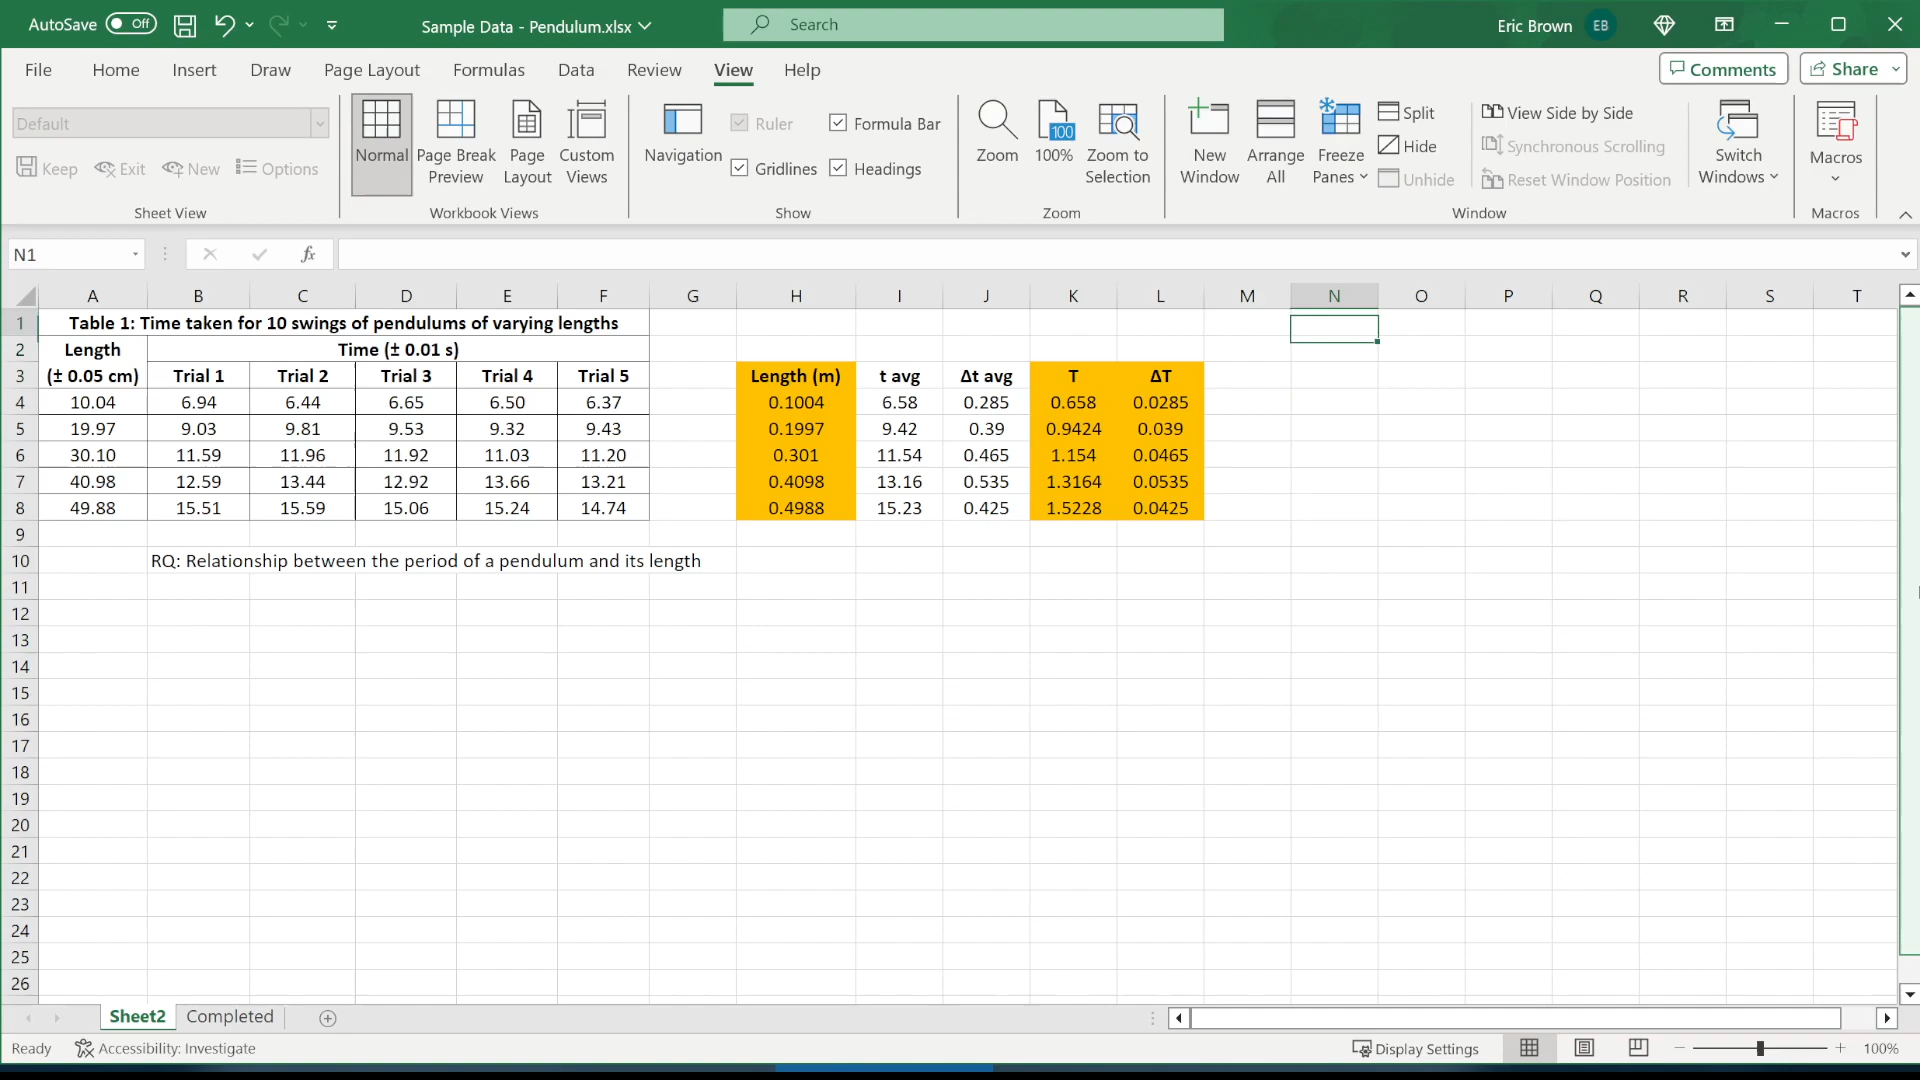 AutoSave Off Sample Data - Pendulum.xlsx Search Eric Brown EB
File Home Insert Draw Page Layout Formulas Data Review View Help Comments Share
Default Ruler Formula Bar Split View Side by Side
Keep Exit New Options Normal Page Break Preview Page Layout Custom Views Navigation Gridlines Headings Zoom 100 100% Zoom to Selection New Window Arrange All Freeze Panes Hide Synchronous Scrolling Switch Windows Macros
Unhide Reset Window Position
Sheet View Workbook Views Show Zoom Window Macros
N1 fx
A B C D E F G H I J K L M N O P Q R S T
1 Table 1: Time taken for 10 swings of pendulums of varying lengths
2 Length Time (± 0.01 s)
3 (± 0.05 cm) Trial 1 Trial 2 Trial 3 Trial 4 Trial 5 Length (m) t avg Δt avg T ΔT
4 10.04 6.94 6.44 6.65 6.50 6.37 0.1004 6.58 0.285 0.658 0.0285
5 19.97 9.03 9.81 9.53 9.32 9.43 0.1997 9.42 0.39 0.9424 0.039
6 30.10 11.59 11.96 11.92 11.03 11.20 0.301 11.54 0.465 1.154 0.0465
7 40.98 12.59 13.44 12.92 13.66 13.21 0.4098 13.16 0.535 1.3164 0.0535
8 49.88 15.51 15.59 15.06 15.24 14.74 0.4988 15.23 0.425 1.5228 0.0425
9
10 RQ: Relationship between the period of a pendulum and its length
11
12
13
14
15
16
17
18
19
20
21
22
23
24
25
26
Sheet2 Completed
Ready Accessibility: Investigate Display Settings 100%